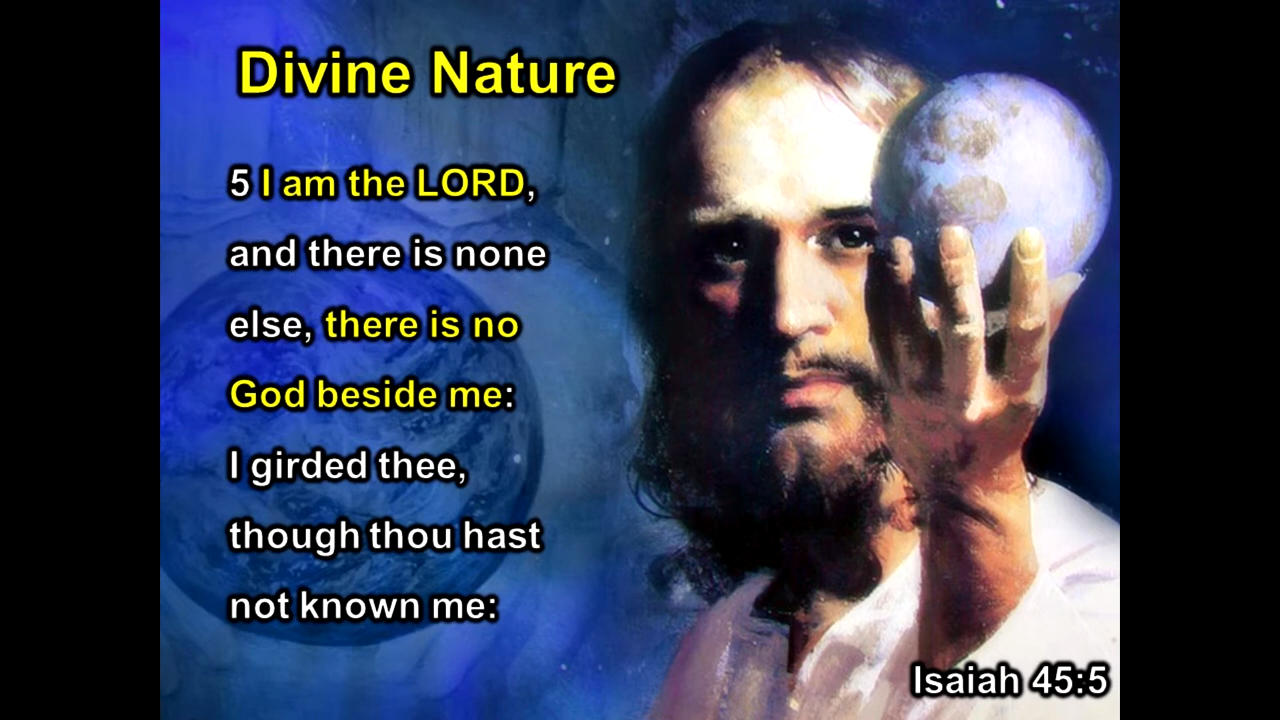 Divine Nature
5 I am the LORD,
and there is none
else, there is no
God beside me:
I girded thee,
though thou hast
not known me:
Isaiah 45:5